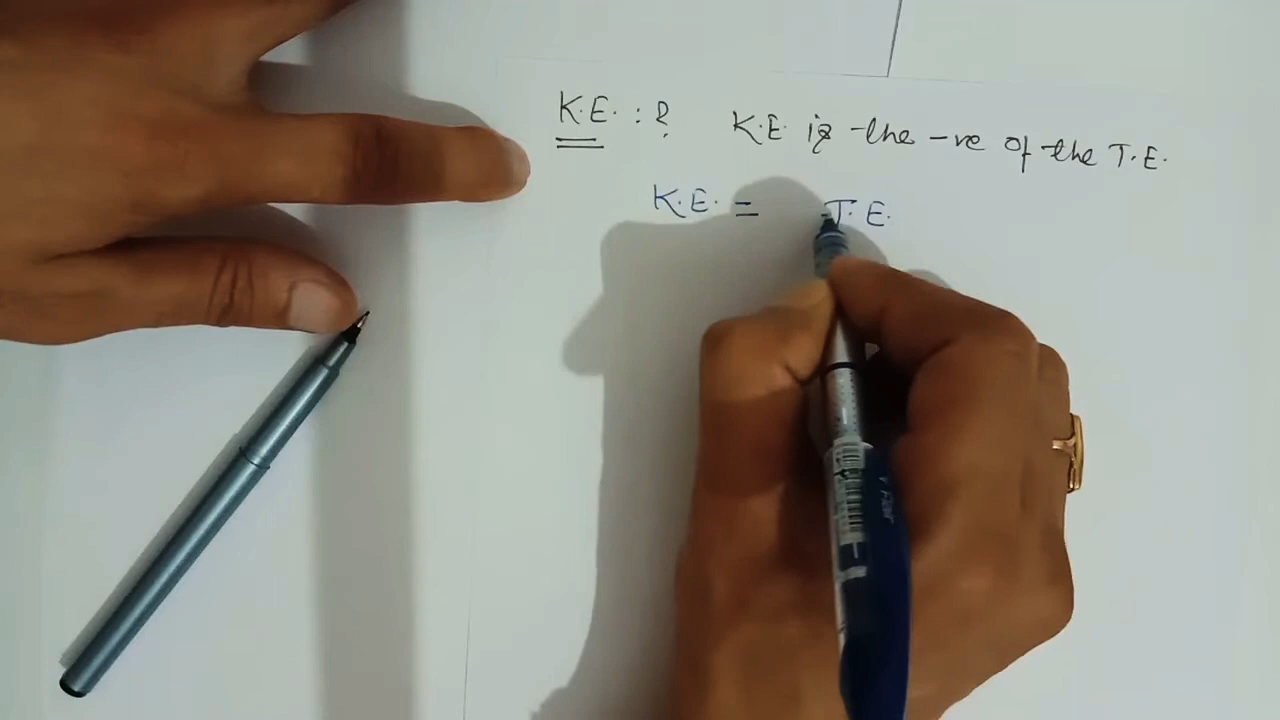 K.E. : ? K.E. is the -ve of the T.E.
K.E. = T.E.